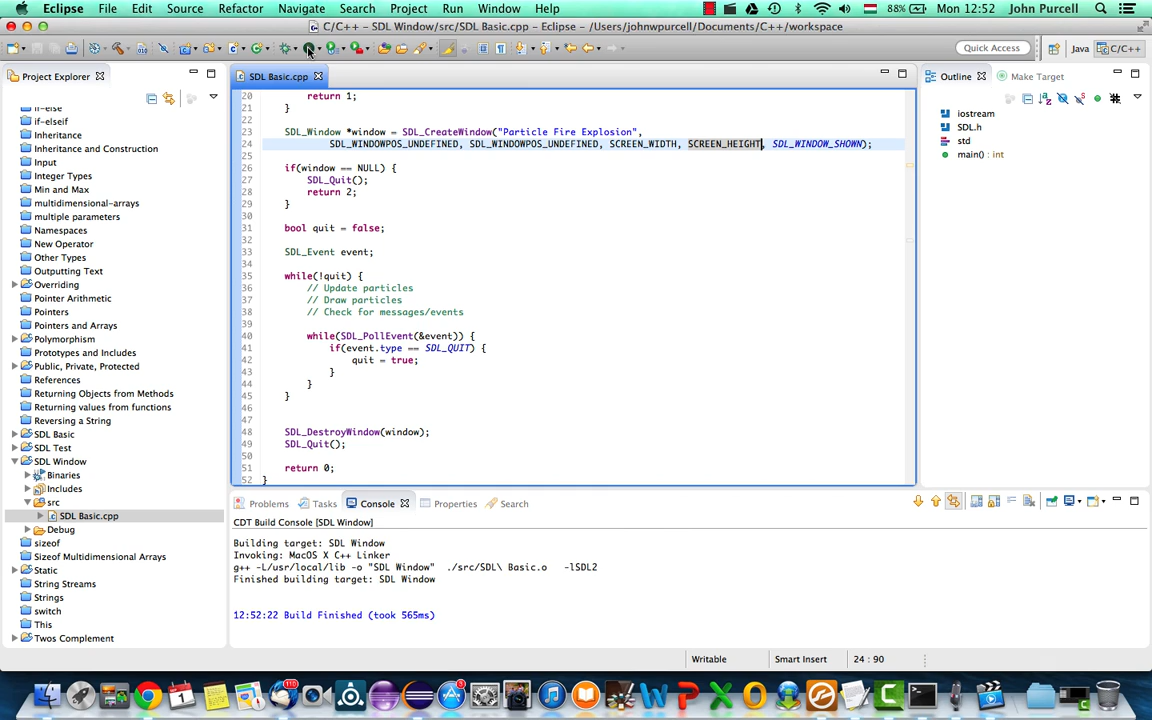 Eclipse File Edit Source Refactor Navigate Search Project Run Window Help 88% Mon 12:52 John Purcell
C/C++ - SDL Window/src/SDL Basic.cpp - Eclipse - /Users/johnwpurcell/Documents/C++/workspace
Quick Access Java C/C++
Project Explorer
if-else
if-elseif
Inheritance
Inheritance and Construction
Input
Integer Types
Min and Max
multidimensional-arrays
multiple parameters
Namespaces
New Operator
Other Types
Outputting Text
Overriding
Pointer Arithmetic
Pointers
Pointers and Arrays
Polymorphism
Prototypes and Includes
Public, Private, Protected
References
Returning Objects from Methods
Returning values from functions
Reversing a String
SDL Basic
SDL Test
SDL Window
Binaries
Includes
src
SDL Basic.cpp
Debug
sizeof
Sizeof Multidimensional Arrays
Static
String Streams
Strings
switch
This
Twos Complement
SDL Basic.cpp
20 return 1;
21 }
22
23 SDL_Window *window = SDL_CreateWindow("Particle Fire Explosion",
24 SDL_WINDOWPOS_UNDEFINED, SDL_WINDOWPOS_UNDEFINED, SCREEN_WIDTH, SCREEN_HEIGHT, SDL_WINDOW_SHOWN);
25
26 if(window == NULL) {
27 SDL_Quit();
28 return 2;
29 }
30
31 bool quit = false;
32
33 SDL_Event event;
34
35 while(!quit) {
36 // Update particles
37 // Draw particles
38 // Check for messages/events
39
40 while(SDL_PollEvent(&event)) {
41 if(event.type == SDL_QUIT) {
42 quit = true;
43 }
44 }
45 }
46
47
48 SDL_DestroyWindow(window);
49 SDL_Quit();
50
51 return 0;
52 }
Outline Make Target
iostream
SDL.h
std
main() : int
Problems Tasks Console Properties Search
CDT Build Console [SDL Window]
Building target: SDL Window
Invoking: MacOS X C++ Linker
g++ -L/usr/local/lib -o "SDL Window" ./src/SDL\ Basic.o -lSDL2
Finished building target: SDL Window
12:52:22 Build Finished (took 565ms)
Writable Smart Insert 24 : 90